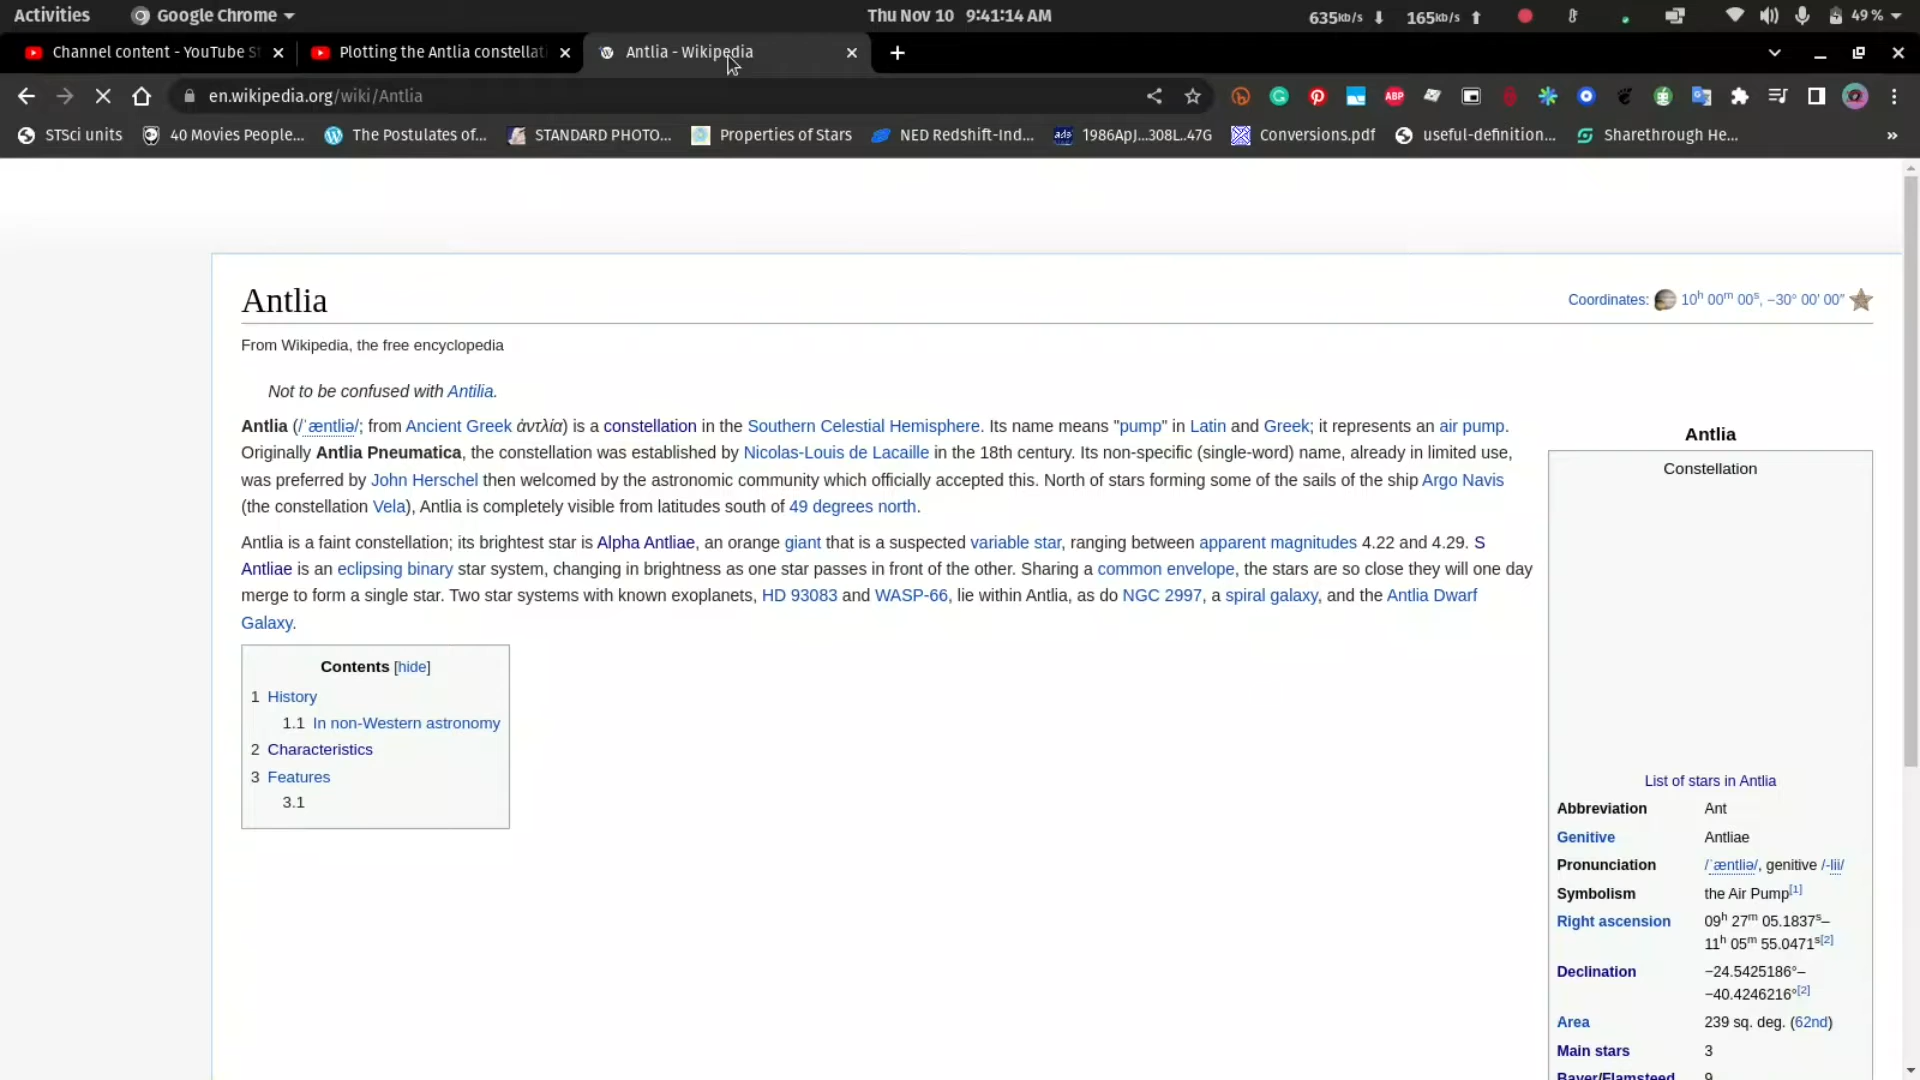 Activities
Google Chrome
Thu Nov 10 9:41:14 AM
635kb/s
165kb/s
49 %
Channel content - YouTube St
Plotting the Antlia constellati
Antlia - Wikipedia
en.wikipedia.org/wiki/Antlia
ABP
STSci units
40 Movies People...
The Postulates of...
STANDARD PHOTO...
Properties of Stars
NED Redshift-Ind...
ads
1986ApJ...308L..47G
Conversions.pdf
useful-definition...
Sharethrough He...
»
Antlia
Coordinates: 10h 00m 00s, −30° 00′ 00″
From Wikipedia, the free encyclopedia
Not to be confused with Antilia.
Antlia (/ˈæntliə/; from Ancient Greek ἀντλία) is a constellation in the Southern Celestial Hemisphere. Its name means "pump" in Latin and Greek; it represents an air pump.
Originally Antlia Pneumatica, the constellation was established by Nicolas-Louis de Lacaille in the 18th century. Its non-specific (single-word) name, already in limited use,
was preferred by John Herschel then welcomed by the astronomic community which officially accepted this. North of stars forming some of the sails of the ship Argo Navis
(the constellation Vela), Antlia is completely visible from latitudes south of 49 degrees north.
Antlia is a faint constellation; its brightest star is Alpha Antliae, an orange giant that is a suspected variable star, ranging between apparent magnitudes 4.22 and 4.29. S
Antliae is an eclipsing binary star system, changing in brightness as one star passes in front of the other. Sharing a common envelope, the stars are so close they will one day
merge to form a single star. Two star systems with known exoplanets, HD 93083 and WASP-66, lie within Antlia, as do NGC 2997, a spiral galaxy, and the Antlia Dwarf
Galaxy.
Contents [hide]
1 History
1.1 In non-Western astronomy
2 Characteristics
3 Features
3.1
Antlia
Constellation
List of stars in Antlia
Abbreviation Ant
Genitive Antliae
Pronunciation /ˈæntliə/, genitive /-lii/
Symbolism the Air Pump[1]
Right ascension 09h 27m 05.1837s–
11h 05m 55.0471s[2]
Declination −24.5425186°–
−40.4246216°[2]
Area 239 sq. deg. (62nd)
Main stars 3
Bayer/Flamsteed 9